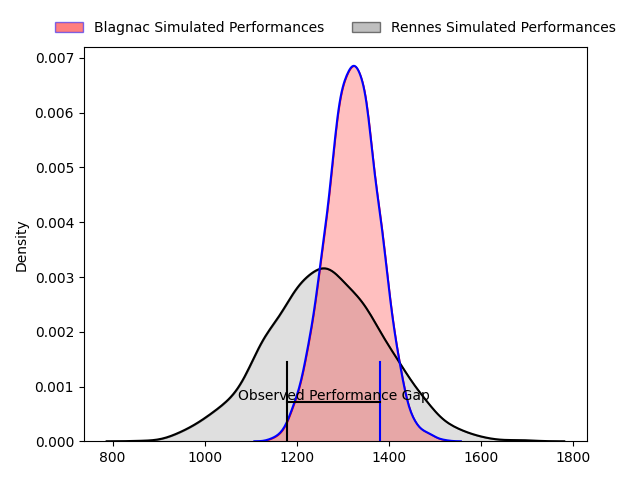 Blagnac Simulated Performances
Rennes Simulated Performances
0.007
0.006
0.005
0.004
0.003
0.002
0.001
0.000
Density
Observed Performance Gap
800 1000 1200 1400 1600 1800